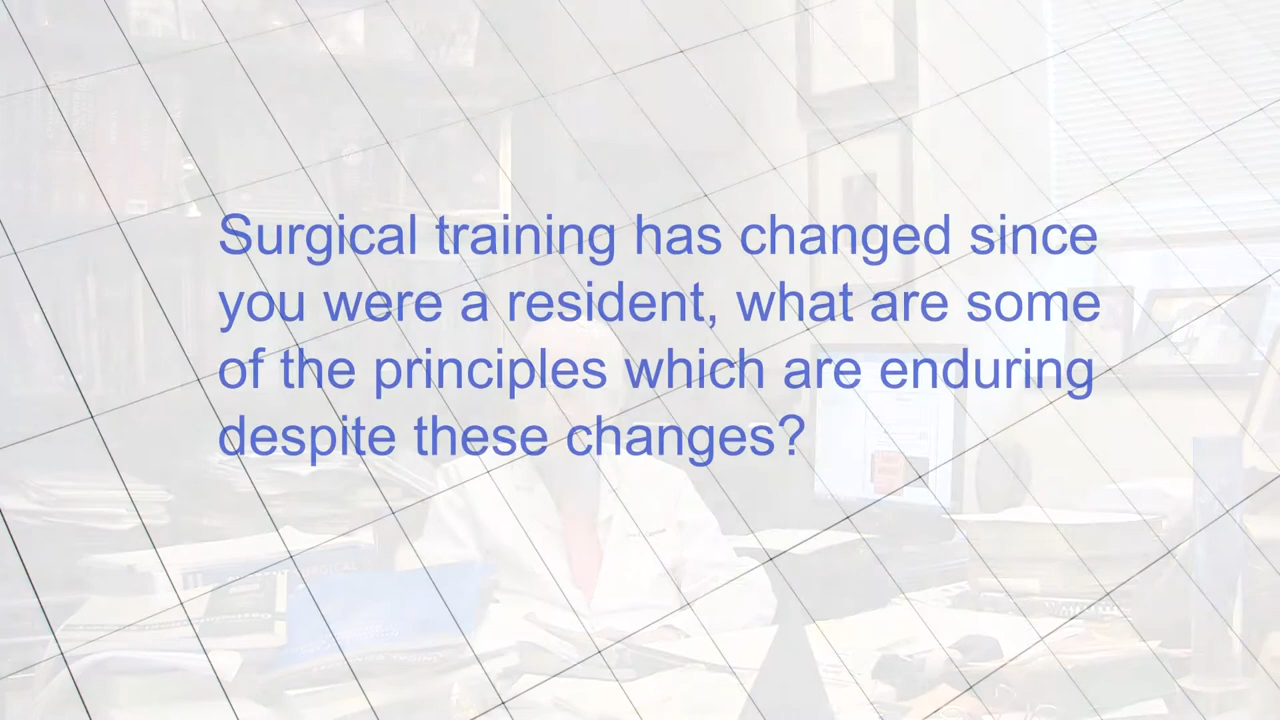 Surgical training has changed since
you were a resident, what are some
of the principles which are enduring
despite these changes?